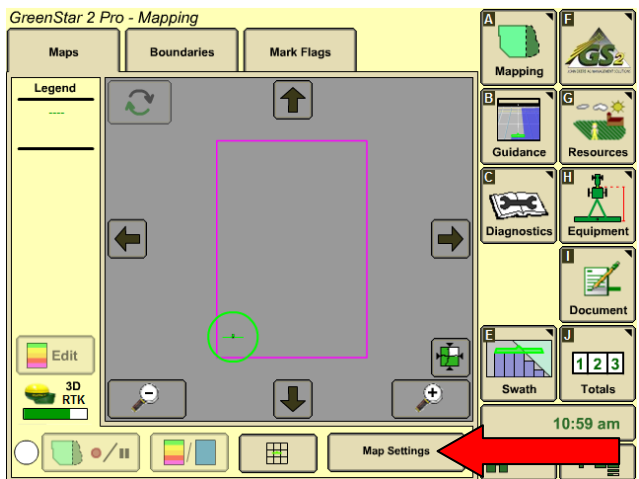 GreenStar 2 Pro - Mapping
Maps
Boundaries
Mark Flags
Legend
----
Edit
3D
RTK
Map Settings
A
Mapping
F
GS2
B
Guidance
G
Resources
C
Diagnostics
H
Equipment
I
Document
E
Swath
J
1 2 3
Totals
10:59 am